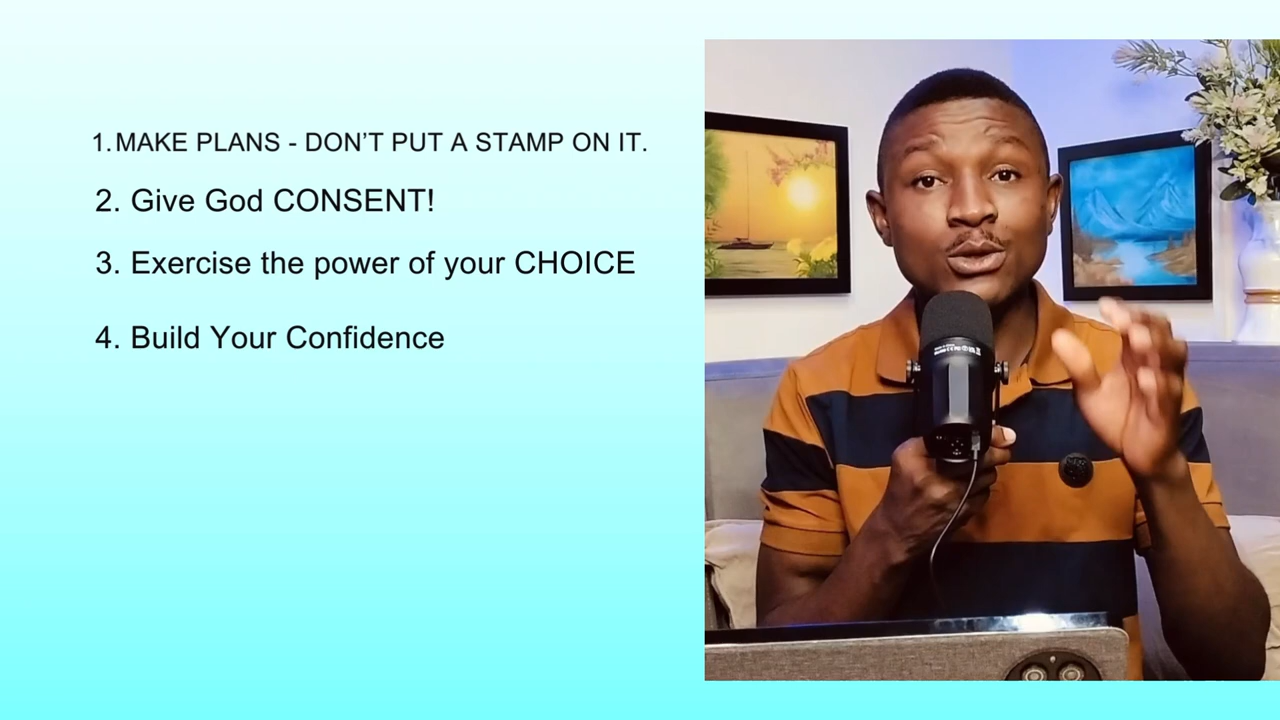 1. MAKE PLANS - DON'T PUT A STAMP ON IT.
2. Give God CONSENT!
3. Exercise the power of your CHOICE
4. Build Your Confidence